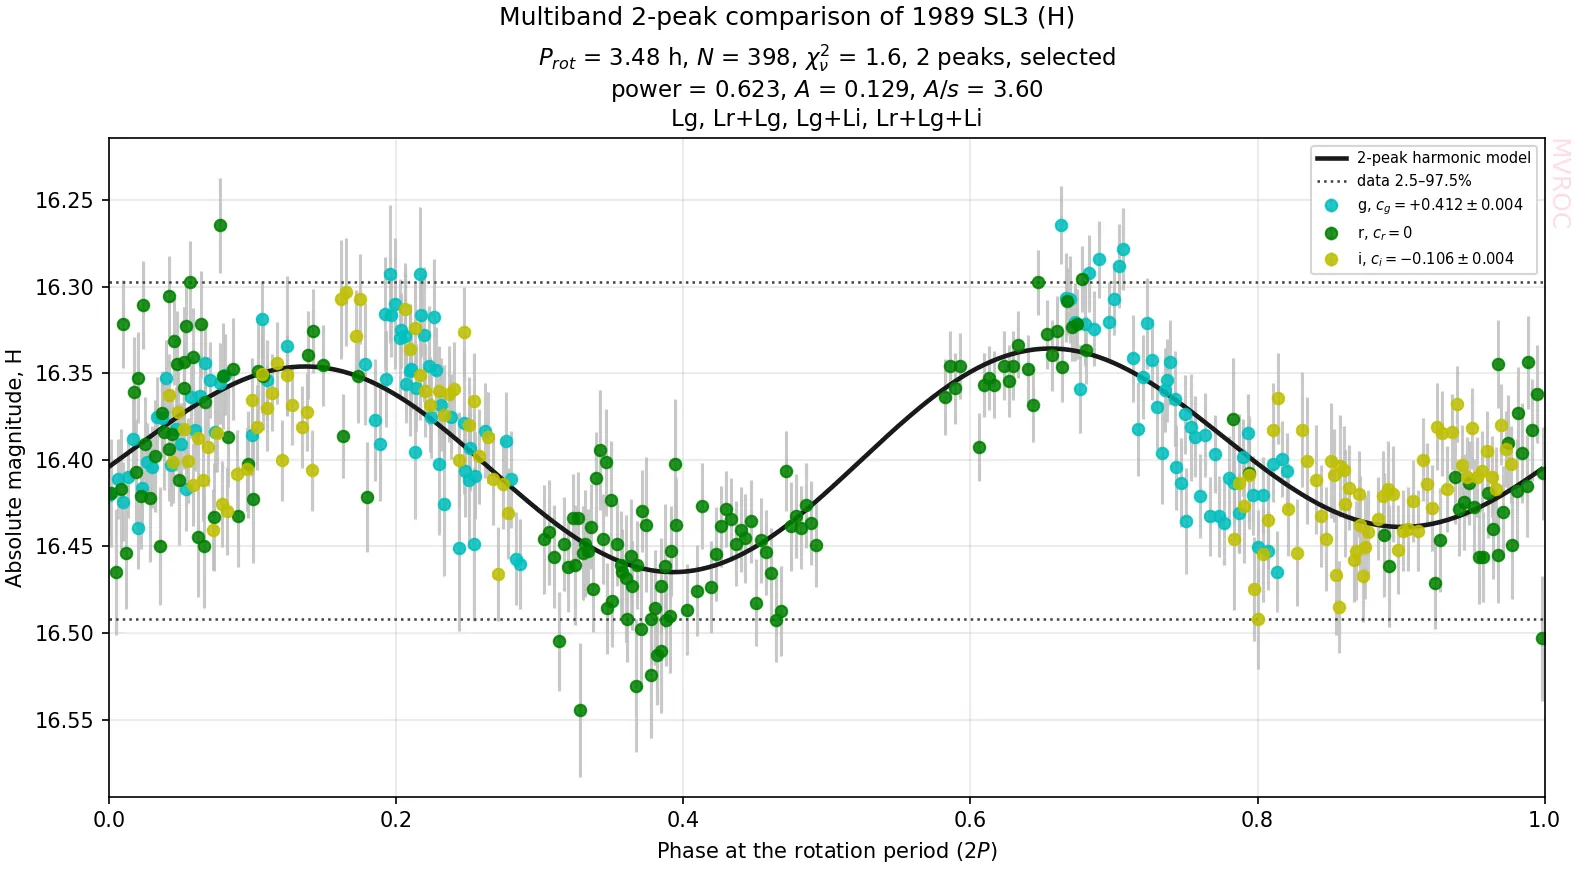 Multiband 2-peak comparison of 1989 SL3 (H)
P_rot = 3.48 h, N = 398, χ²_ν = 1.6, 2 peaks, selected
power = 0.623, A = 0.129, A/s = 3.60
Lg, Lr+Lg, Lg+Li, Lr+Lg+Li
2-peak harmonic model
data 2.5–97.5%
g, c_g = +0.412 ± 0.004
r, c_r = 0
i, c_i = −0.106 ± 0.004
MVROC
Absolute magnitude, H
16.25
16.30
16.35
16.40
16.45
16.50
16.55
0.0 0.2 0.4 0.6 0.8 1.0
Phase at the rotation period (2P)